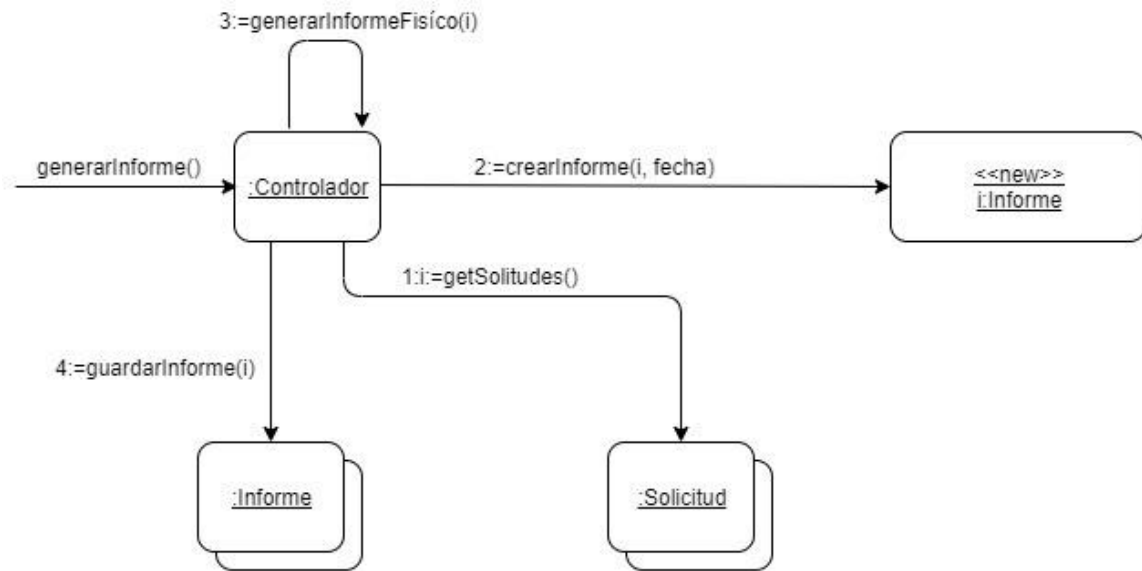 3:=generarInformeFisíco(i)
generarInforme()
:Controlador
2:=crearInforme(i, fecha)
<<new>>
i:Informe
1:i:=getSolitudes()
4:=guardarInforme(i)
:Informe
:Solicitud